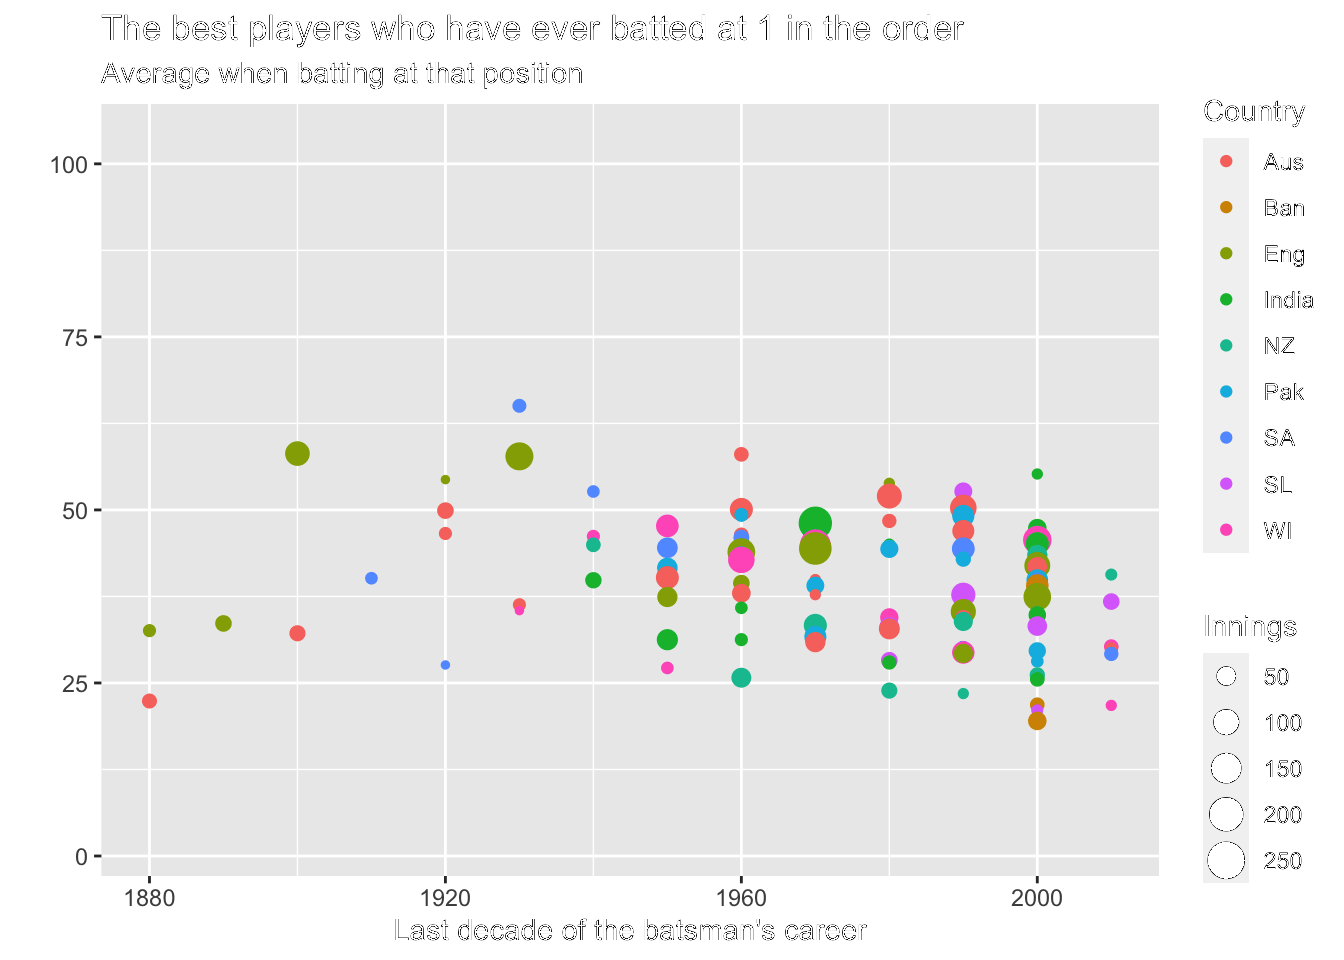 The best players who have ever batted at 1 in the order
Average when batting at that position
100
75
50
25
0
1880 1920 1960 2000
Last decade of the batsman's career
Country
Aus
Ban
Eng
India
NZ
Pak
SA
SL
WI
Innings
50
100
150
200
250